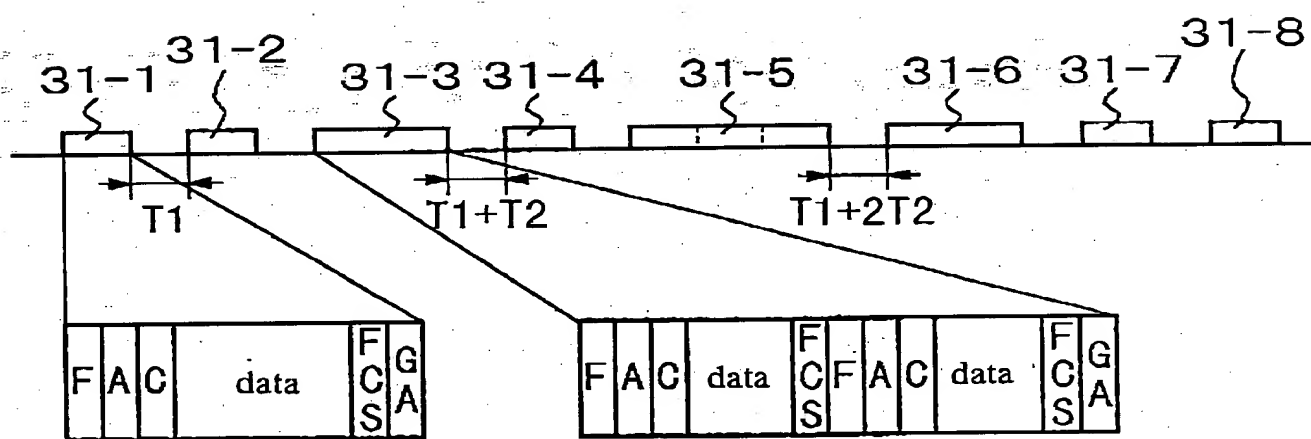 31-1 31-2 31-3 31-4 31-5 31-6 31-7 31-8
T1 T1+T2 T1+2T2
F A C data FCS GA
F A C data FCS F A C data FCS GA